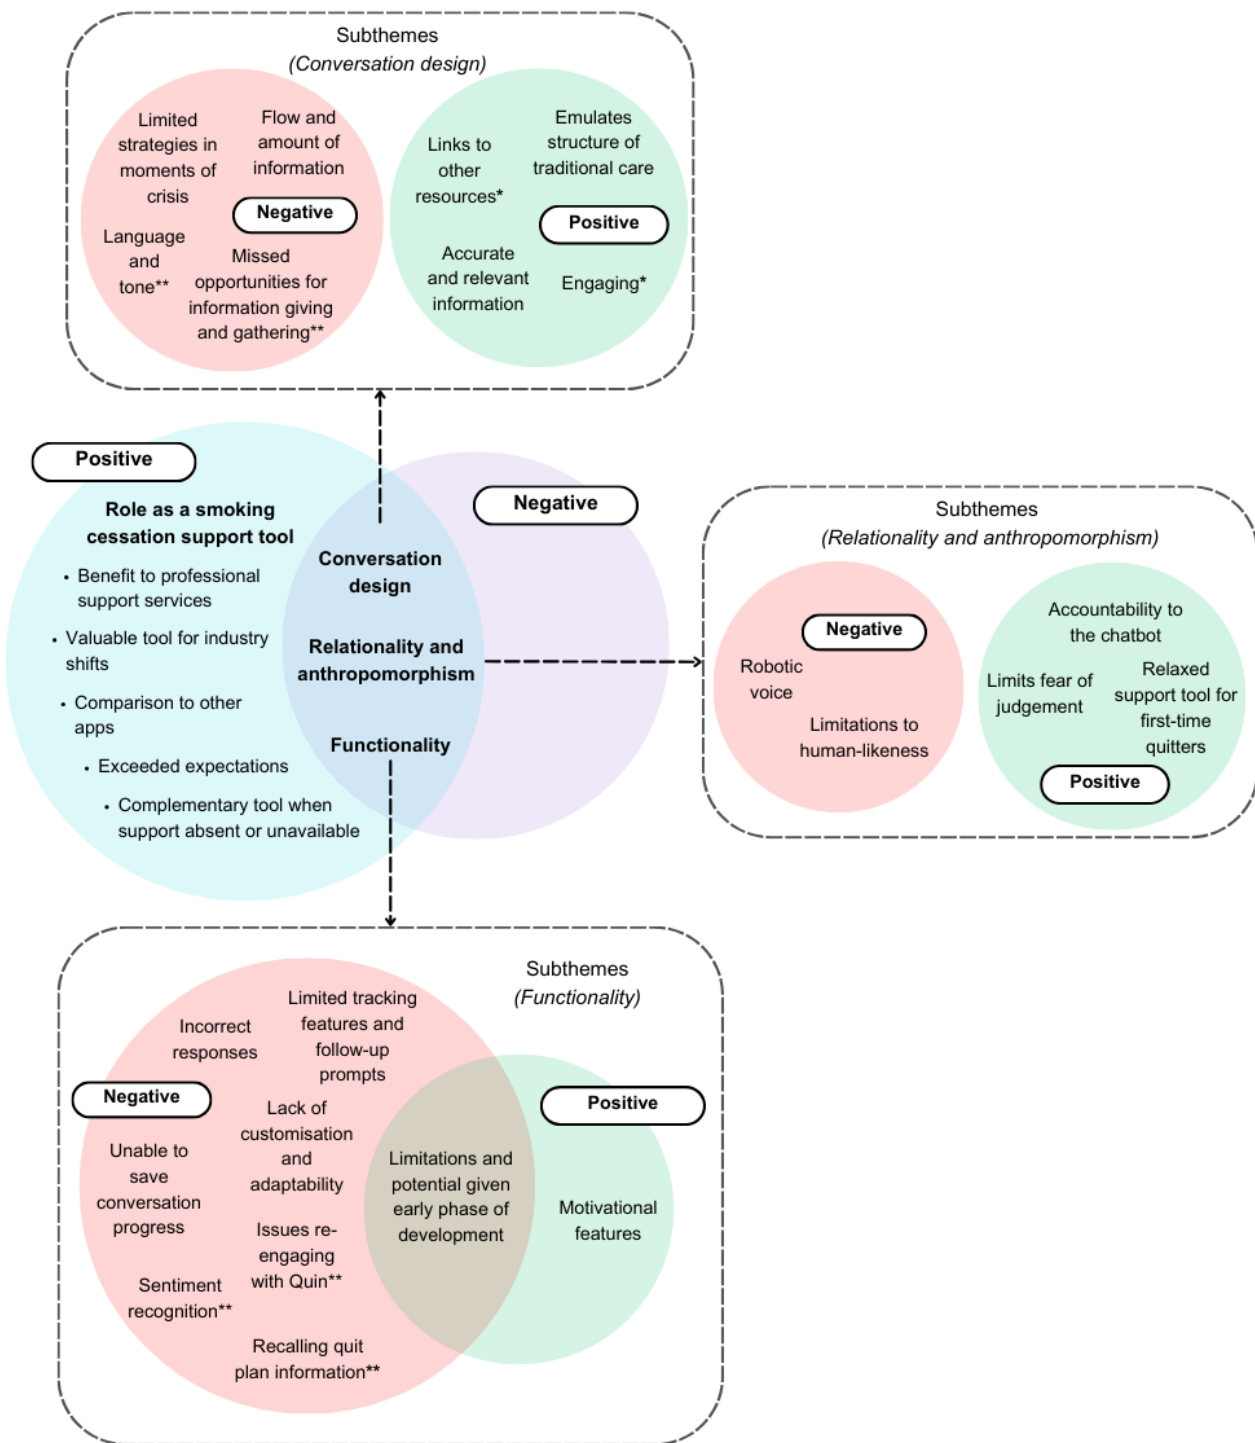 Subthemes
(Conversation design)
Limited
strategies in
moments of
crisis
Flow and
amount of
information
Negative
Language
and
tone**
Missed
opportunities for
information giving
and gathering**
Links to
other
resources*
Emulates
structure of
traditional care
Positive
Accurate
and relevant
information
Engaging*
Positive
Role as a smoking
cessation support tool
• Benefit to professional
support services
• Valuable tool for industry
shifts
• Comparison to other
apps
• Exceeded expectations
• Complementary tool when
support absent or unavailable
Conversation
design
Relationality and
anthropomorphism
Functionality
Negative
Subthemes
(Relationality and anthropomorphism)
Negative
Robotic
voice
Limitations to
human-likeness
Accountability to
the chatbot
Limits fear of
judgement
Relaxed
support tool for
first-time
quitters
Positive
Subthemes
(Functionality)
Incorrect
responses
Limited tracking
features and
follow-up
prompts
Negative
Lack of
customisation
and
adaptability
Unable to
save
conversation
progress
Issues re-
engaging
with Quin**
Sentiment
recognition**
Recalling quit
plan information**
Limitations and
potential given
early phase of
development
Positive
Motivational
features